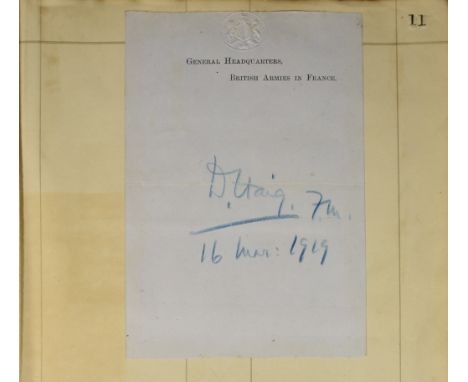 11
General Headquarters,
British Armies in France.
D. Haig. F.M.
16 Mar: 1919